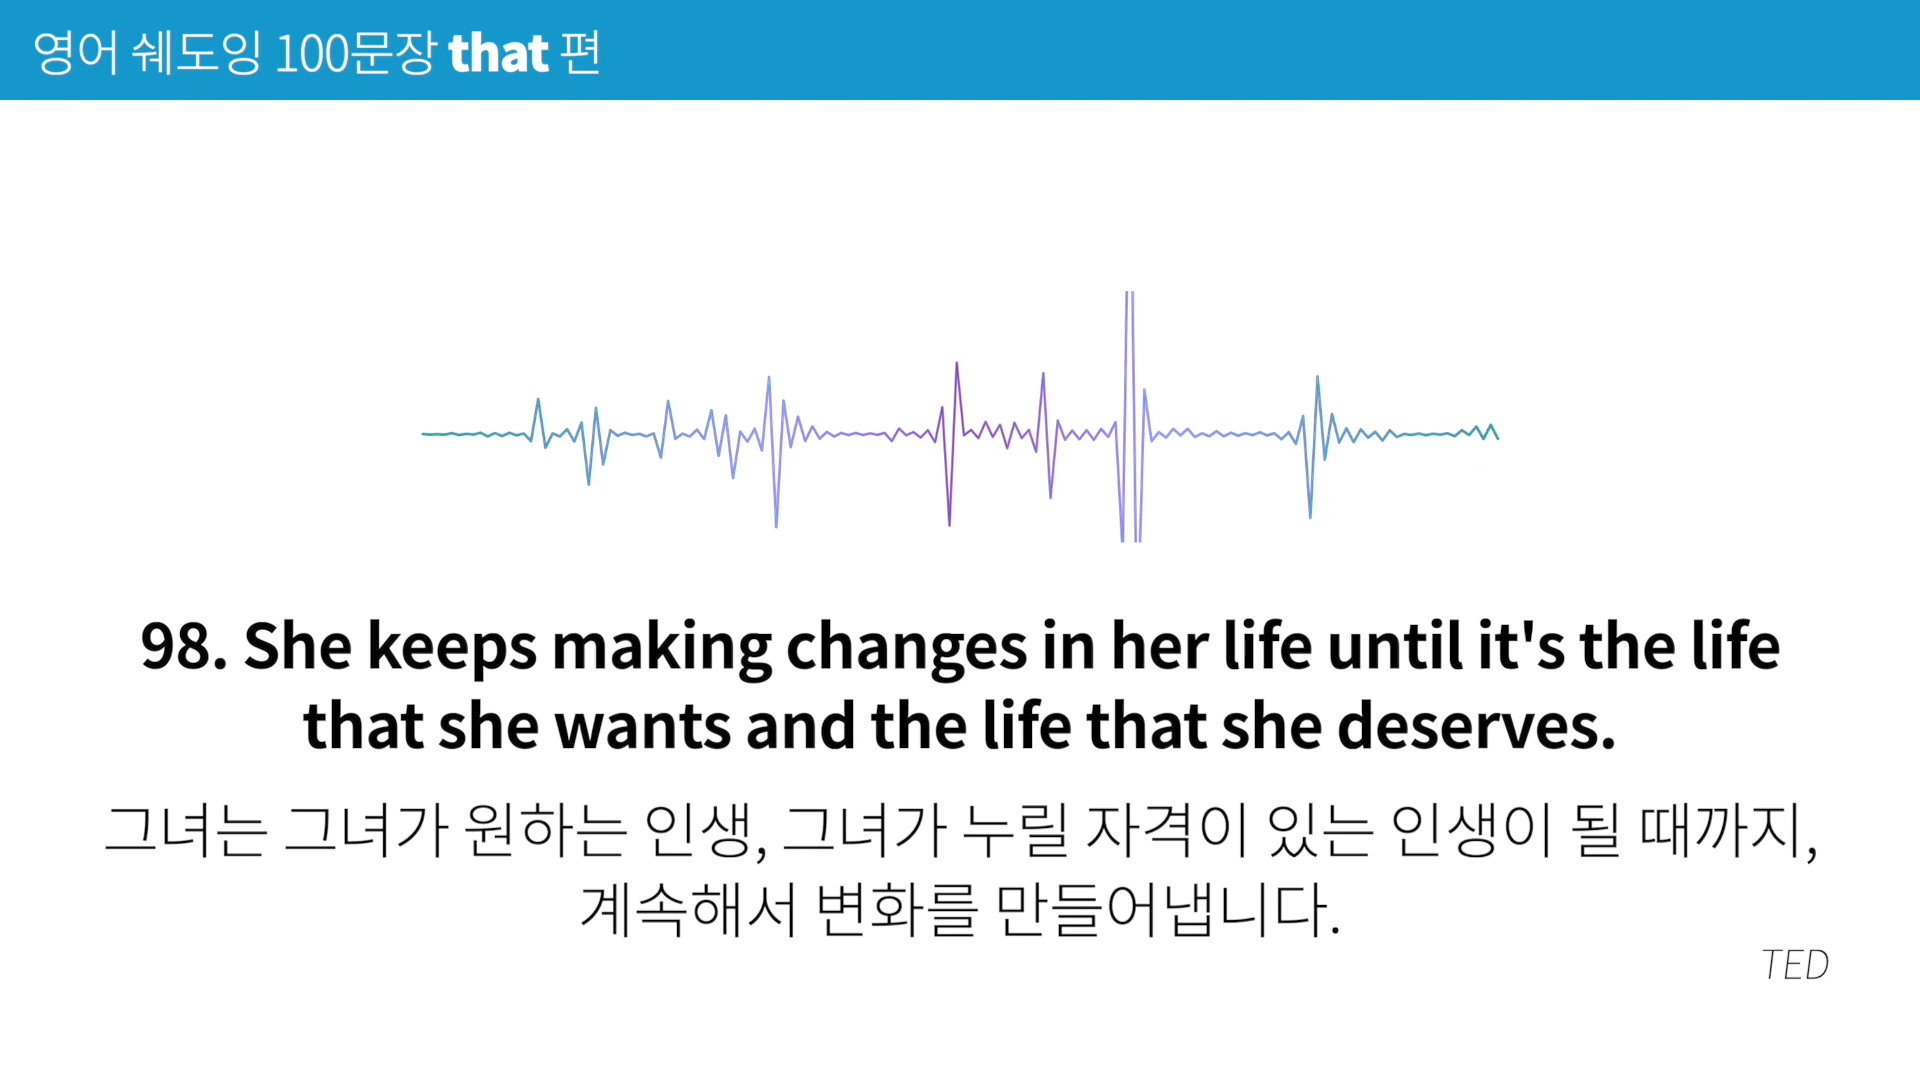 영어 쉐도잉 100문장 that 편
98. She keeps making changes in her life until it's the life
that she wants and the life that she deserves.
그녀는 그녀가 원하는 인생, 그녀가 누릴 자격이 있는 인생이 될 때까지,
계속해서 변화를 만들어냅니다.
TED